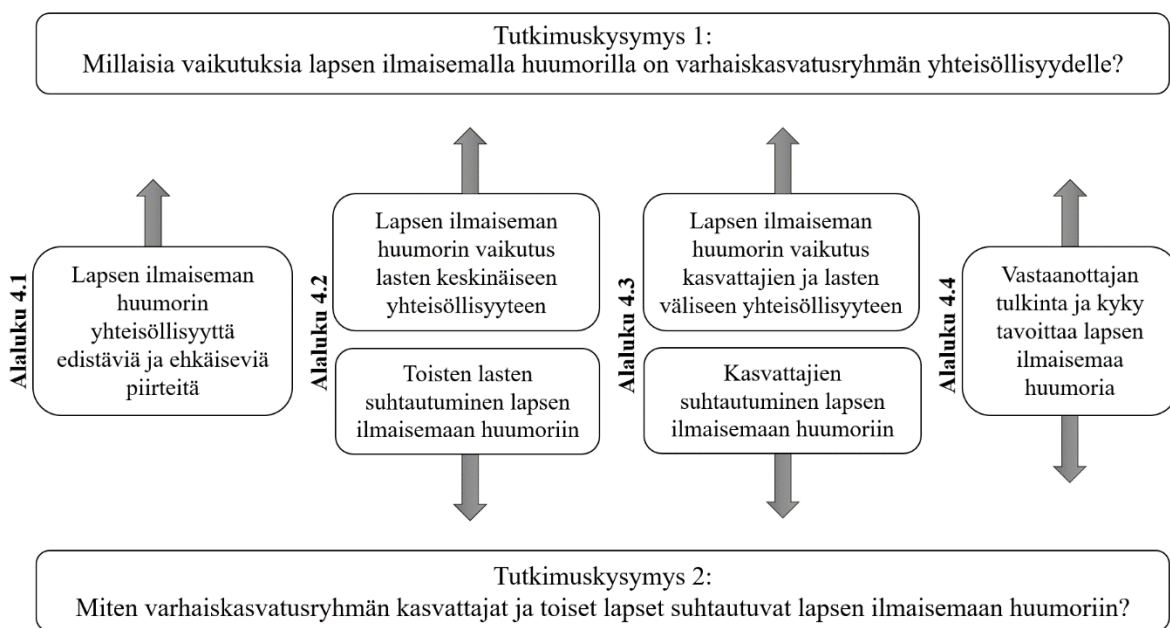 Tutkimuskysymys 1:
Millaisia vaikutuksia lapsen ilmaisemalla huumorilla on varhaiskasvatusryhmän yhteisöllisyydelle?
Alaluku 4.1
Lapsen ilmaiseman
huumorin
yhteisöllisyyttä
edistäviä ja ehkäiseviä
piirteitä
Alaluku 4.2
Lapsen ilmaiseman
huumorin vaikutus
lasten keskinäiseen
yhteisöllisyyteen
Toisten lasten
suhtautuminen lapsen
ilmaisemaan huumoriin
Alaluku 4.3
Lapsen ilmaiseman
huumorin vaikutus
kasvattajien ja lasten
väliseen yhteisöllisyyteen
Kasvattajien
suhtautuminen lapsen
ilmaisemaan huumoriin
Alaluku 4.4
Vastaanottajan
tulkinta ja kyky
tavoittaa lapsen
ilmaisemaa
huumoria
Tutkimuskysymys 2:
Miten varhaiskasvatusryhmän kasvattajat ja toiset lapset suhtautuvat lapsen ilmaisemaan huumoriin?